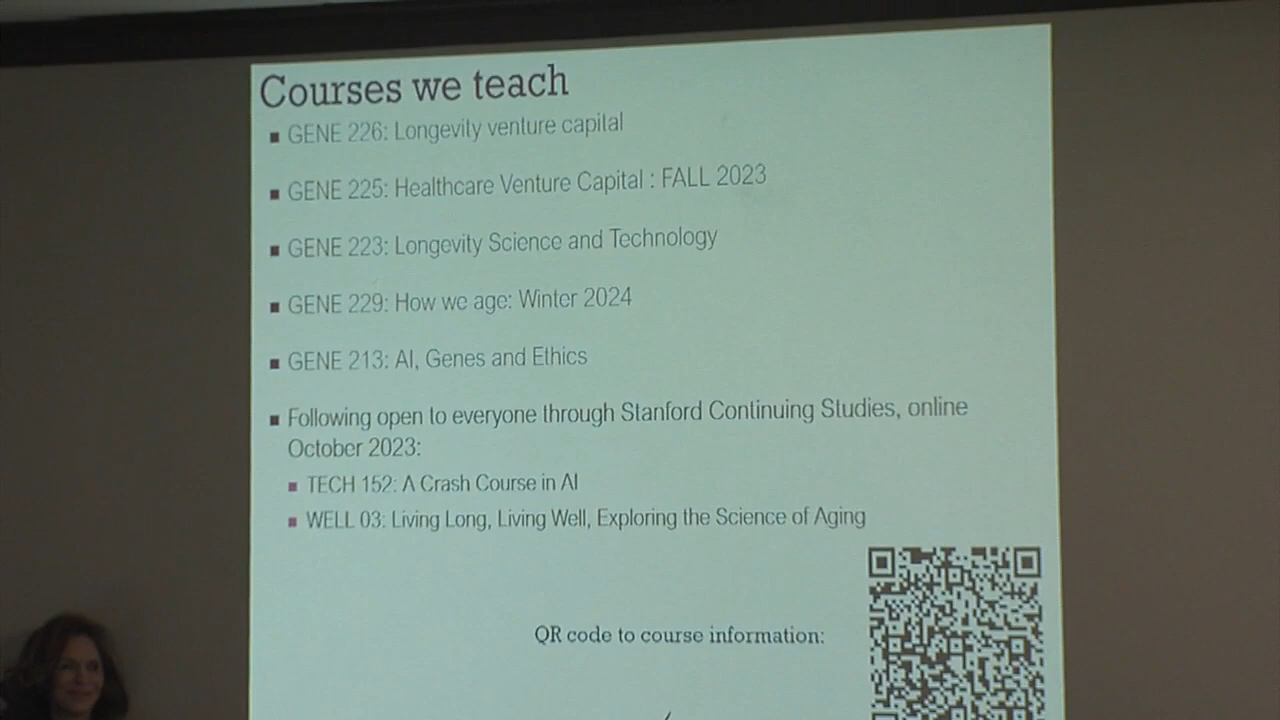 Courses we teach
GENE 226: Longevity venture capital
GENE 225: Healthcare Venture Capital : FALL 2023
GENE 223: Longevity Science and Technology
GENE 229: How we age: Winter 2024
GENE 213: AI, Genes and Ethics
Following open to everyone through Stanford Continuing Studies, online
October 2023:
TECH 152: A Crash Course in AI
WELL 03: Living Long, Living Well, Exploring the Science of Aging
QR code to course information: